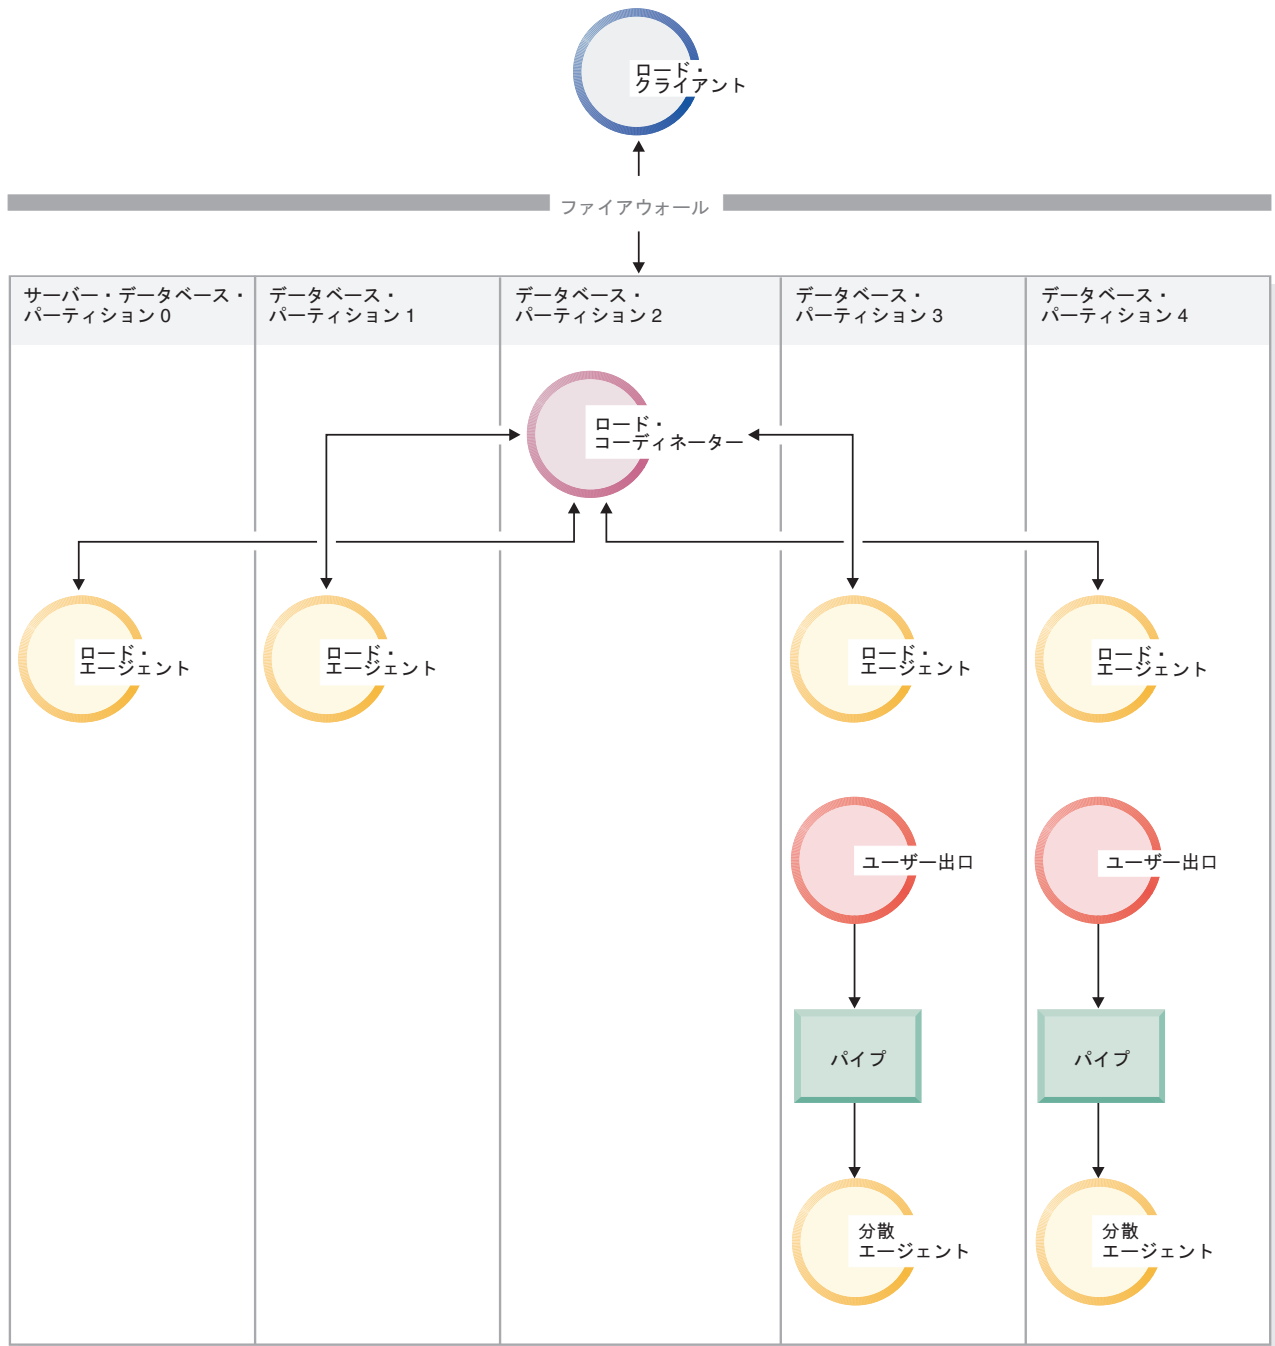 ロード・
クライアント
ファイアウォール
サーバー・データベース・
パーティション 0
データベース・
パーティション 1
データベース・
パーティション 2
データベース・
パーティション 3
データベース・
パーティション 4
ロード・
コーディネーター
ロード・
エージェント
ロード・
エージェント
ロード・
エージェント
ロード・
エージェント
ユーザー出口
ユーザー出口
パイプ
パイプ
分散
エージェント
分散
エージェント